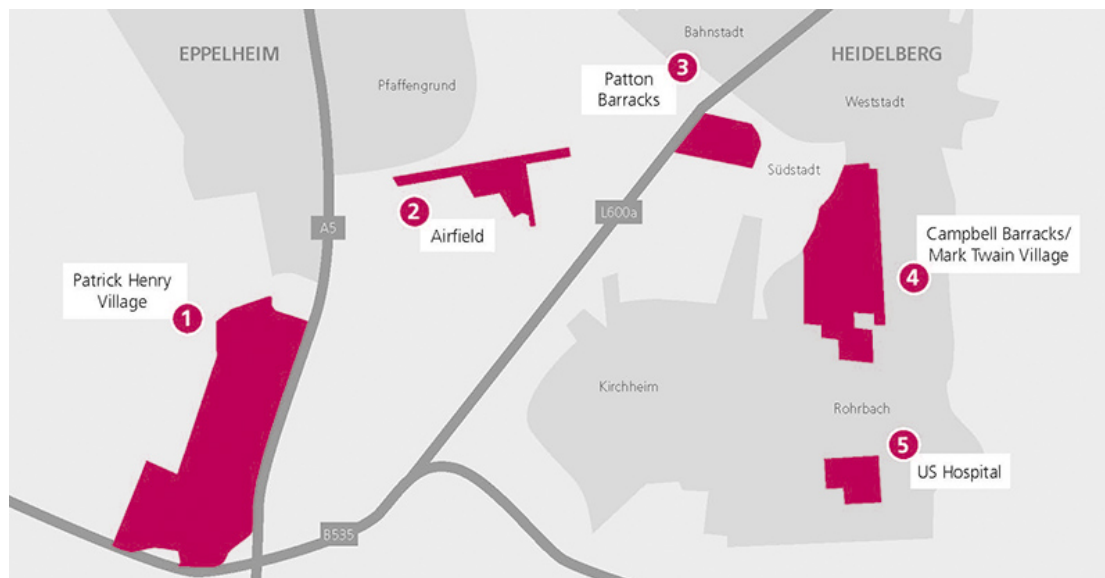 Bahnstadt
EPPELHEIM
3
HEIDELBERG
Patton
Barracks
Pfaffengrund
Weststadt
Südstadt
2
L600a
A5
Airfield
Campbell Barracks/
Mark Twain Village
4
Patrick Henry
Village
1
Kirchheim
Rohrbach
5
US Hospital
B535